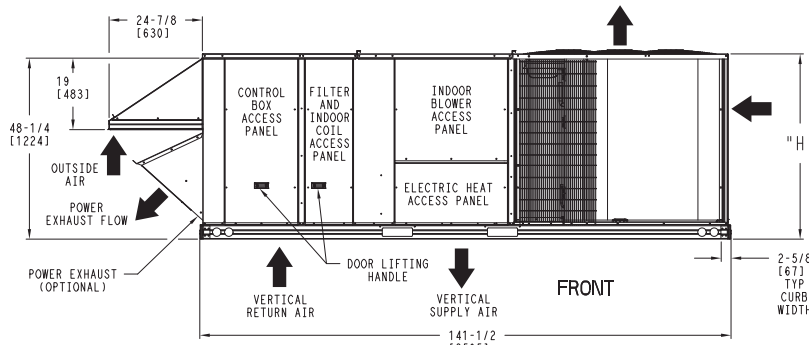 24-7/8
[630]
19
[483]
48-1/4
[1224]
CONTROL
BOX
ACCESS
PANEL
FILTER
AND
INDOOR
COIL
ACCESS
PANEL
INDOOR
BLOWER
ACCESS
PANEL
"H
OUTSIDE
AIR
ELECTRIC HEAT
ACCESS PANEL
POWER
EXHAUST FLOW
POWER EXHAUST
(OPTIONAL)
DOOR LIFTING
HANDLE
VERTICAL
RETURN AIR
VERTICAL
SUPPLY AIR
FRONT
2-5/8
[67]
TYP
CURB
WIDTH
141-1/2